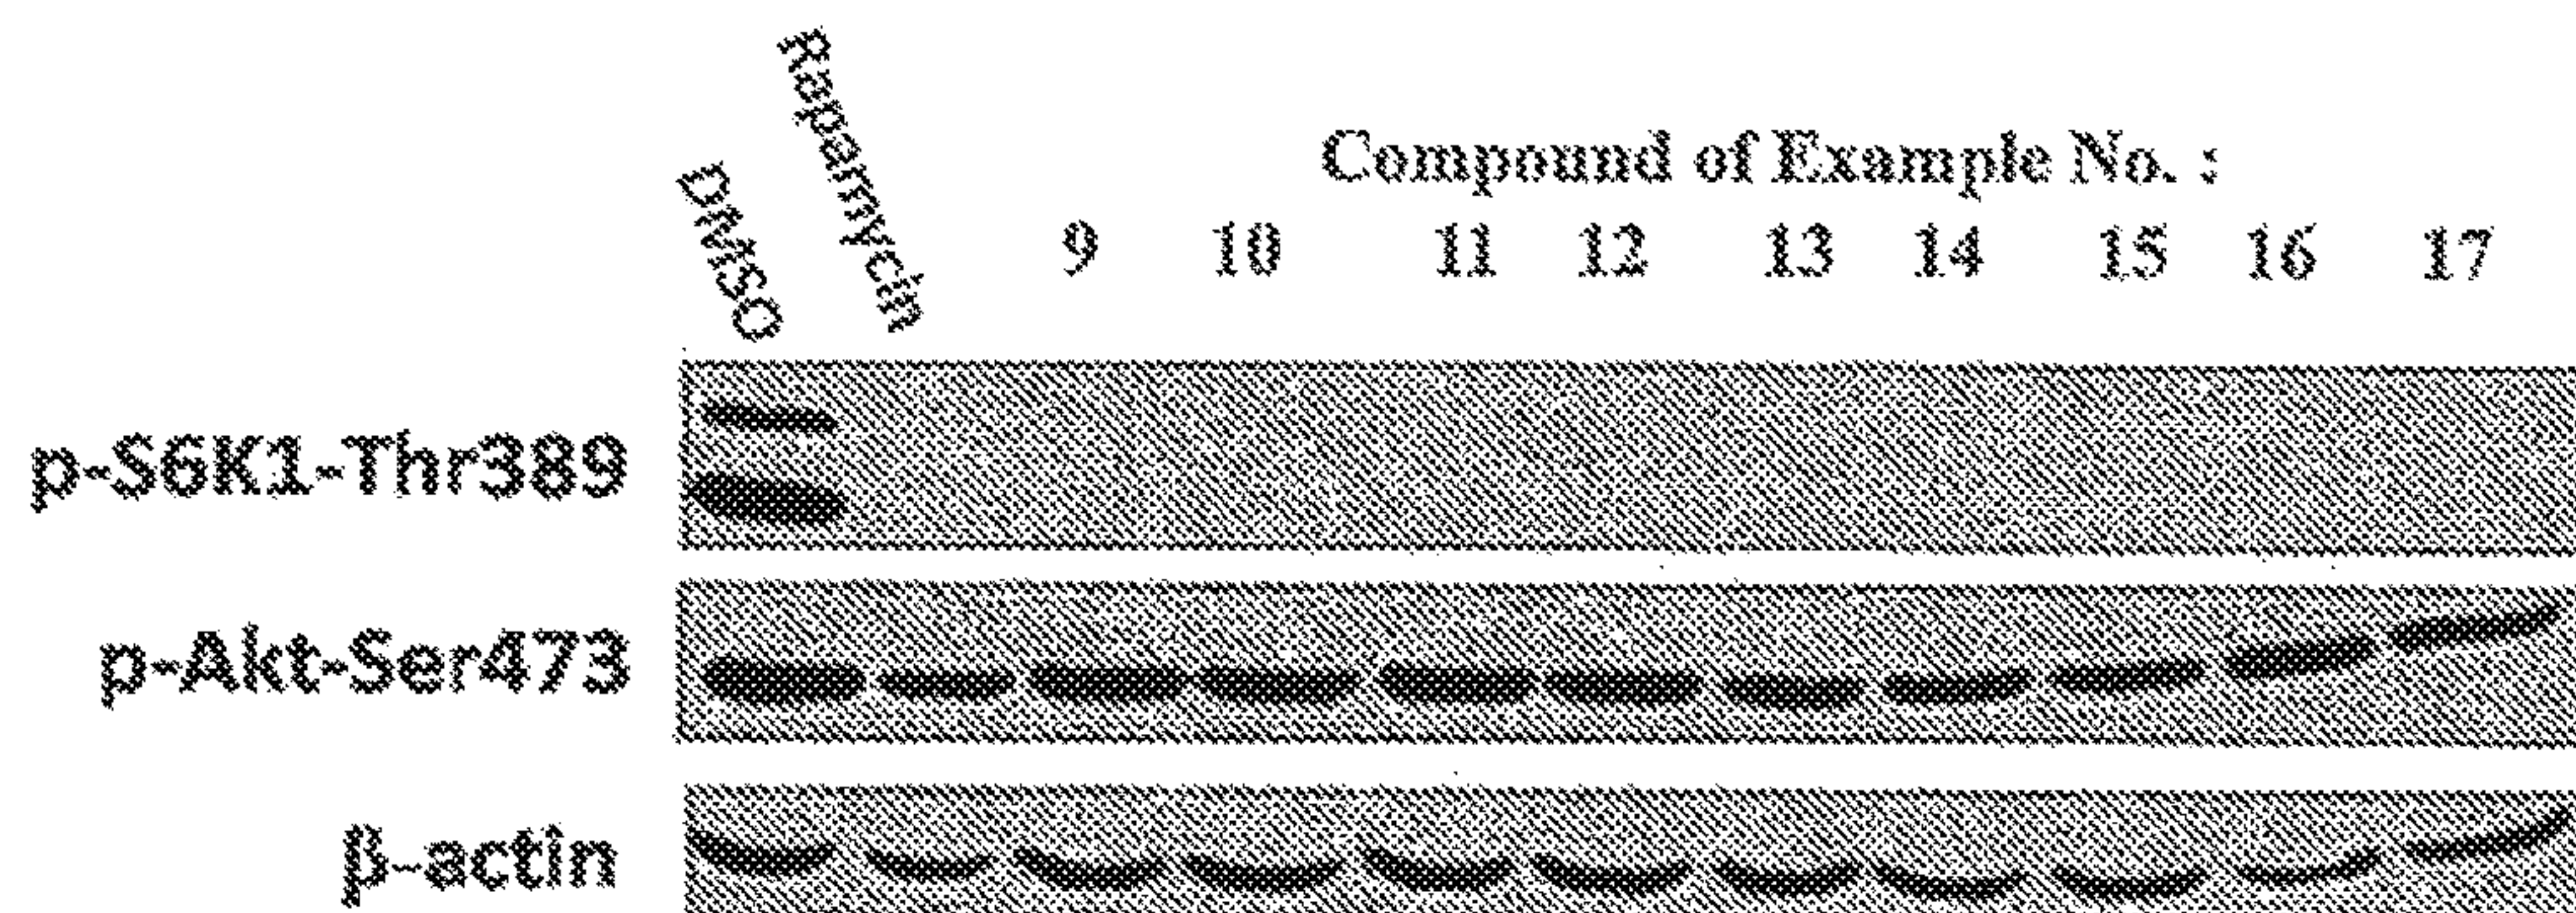 DMSO
Rapamycin
Compound of Example No. :
9 10 11 12 13 14 15 16 17
p-S6K1-Thr389
p-Akt-Ser473
β-actin